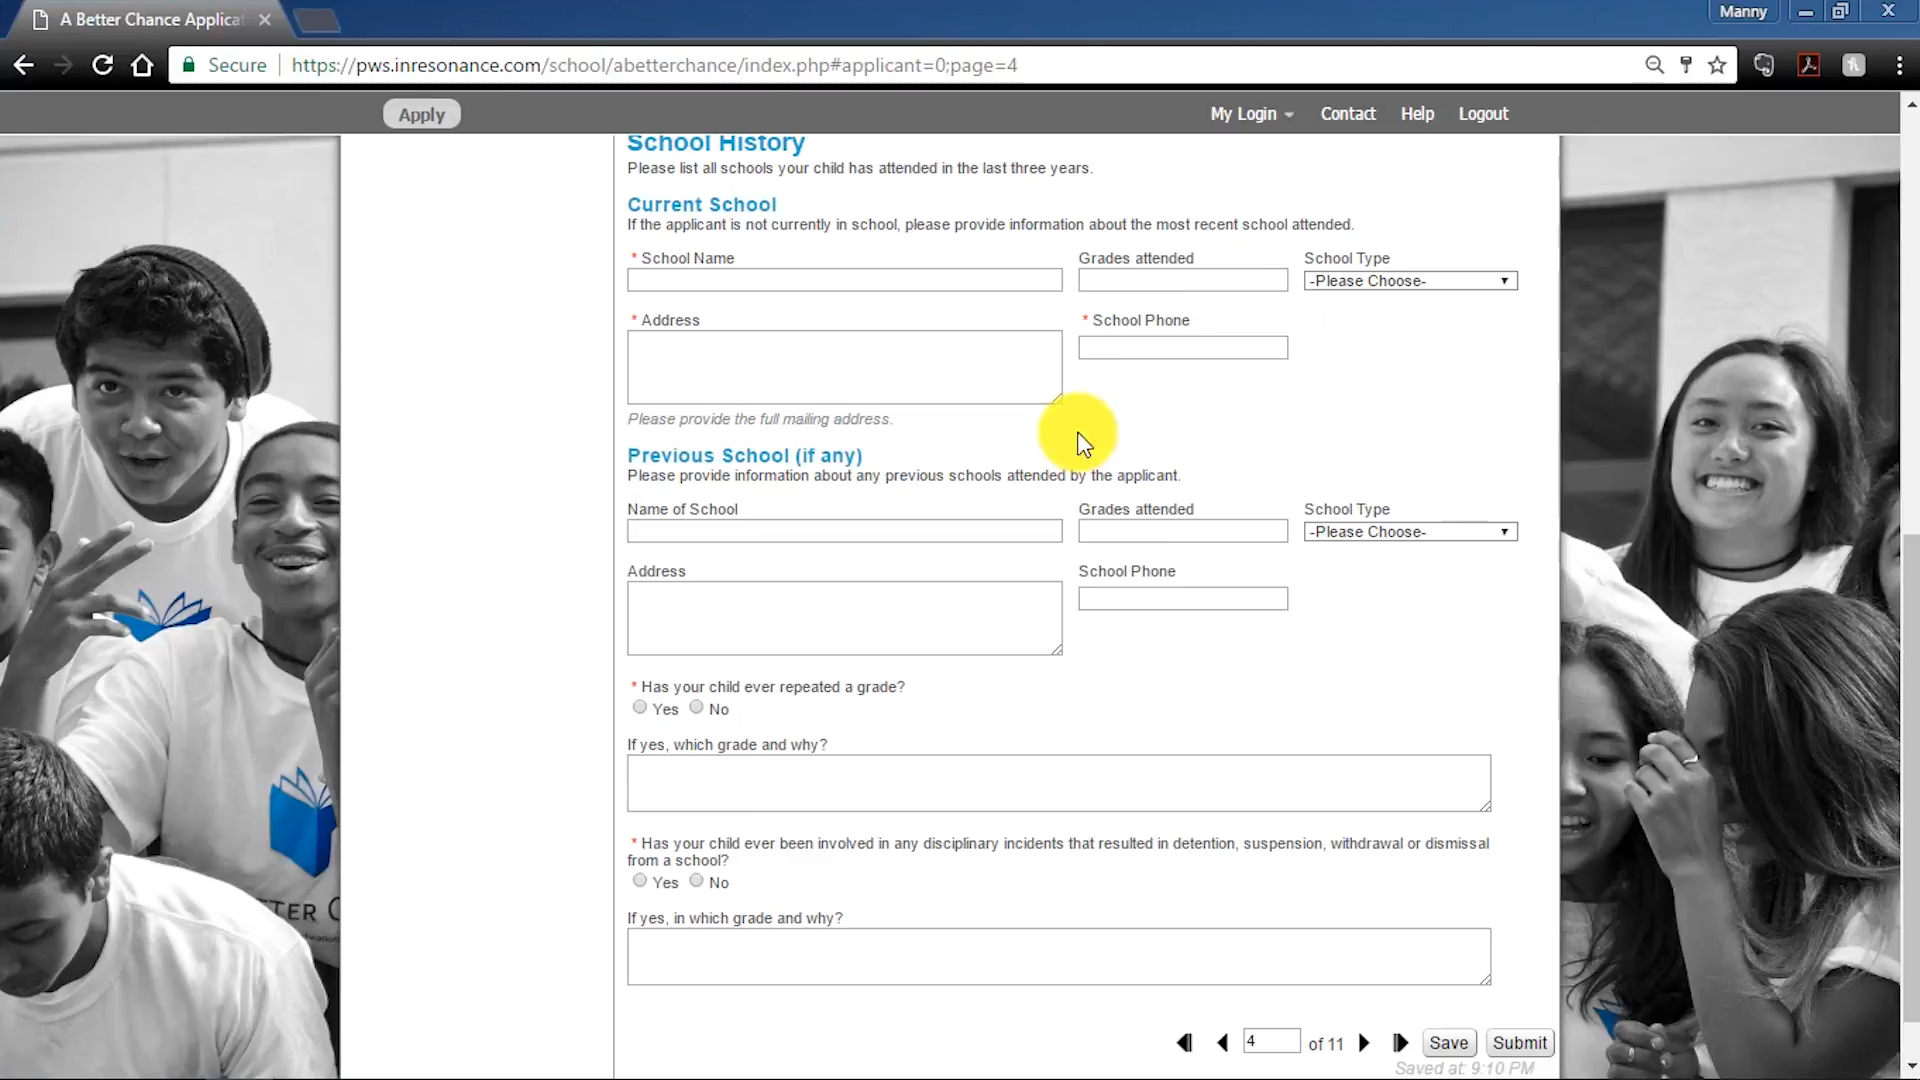 A Better Chance Applica
Manny
Secure https://pws.inresonance.com/school/abetterchance/index.php#applicant=0;page=4
Apply
My Login Contact Help Logout
School History
Please list all schools your child has attended in the last three years.
Current School
If the applicant is not currently in school, please provide information about the most recent school attended.
* School Name Grades attended School Type
-Please Choose-
* Address * School Phone
Please provide the full mailing address.
Previous School (if any)
Please provide information about any previous schools attended by the applicant.
Name of School Grades attended School Type
-Please Choose-
Address School Phone
* Has your child ever repeated a grade?
Yes No
If yes, which grade and why?
* Has your child ever been involved in any disciplinary incidents that resulted in detention, suspension, withdrawal or dismissal
from a school?
Yes No
If yes, in which grade and why?
4 of 11 Save Submit
Saved at: 9:10 PM